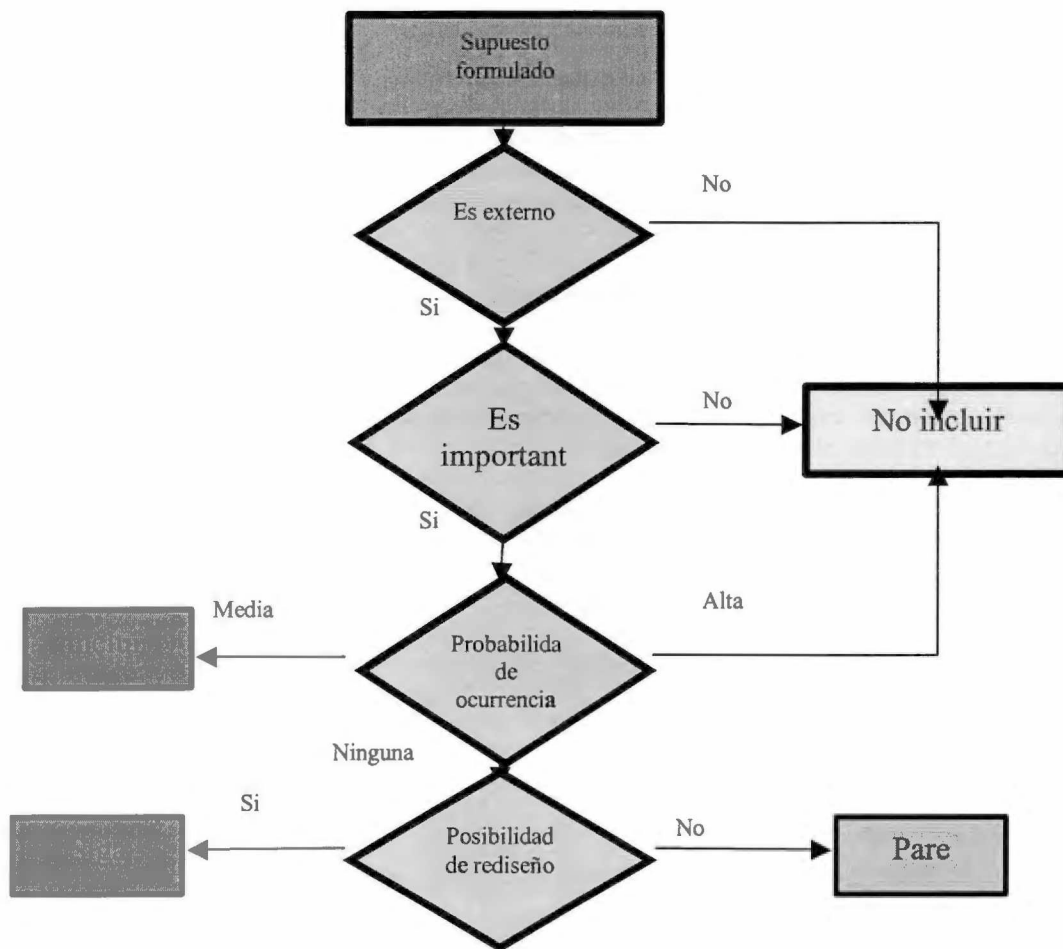 Supuesto
formulado
No
Es externo
Si
No
No incluir
Es
important
Si
Media
Alta
Probabilida
de
ocurrencia
Ninguna
Si
No
Posibilidad
de rediseño
Pare